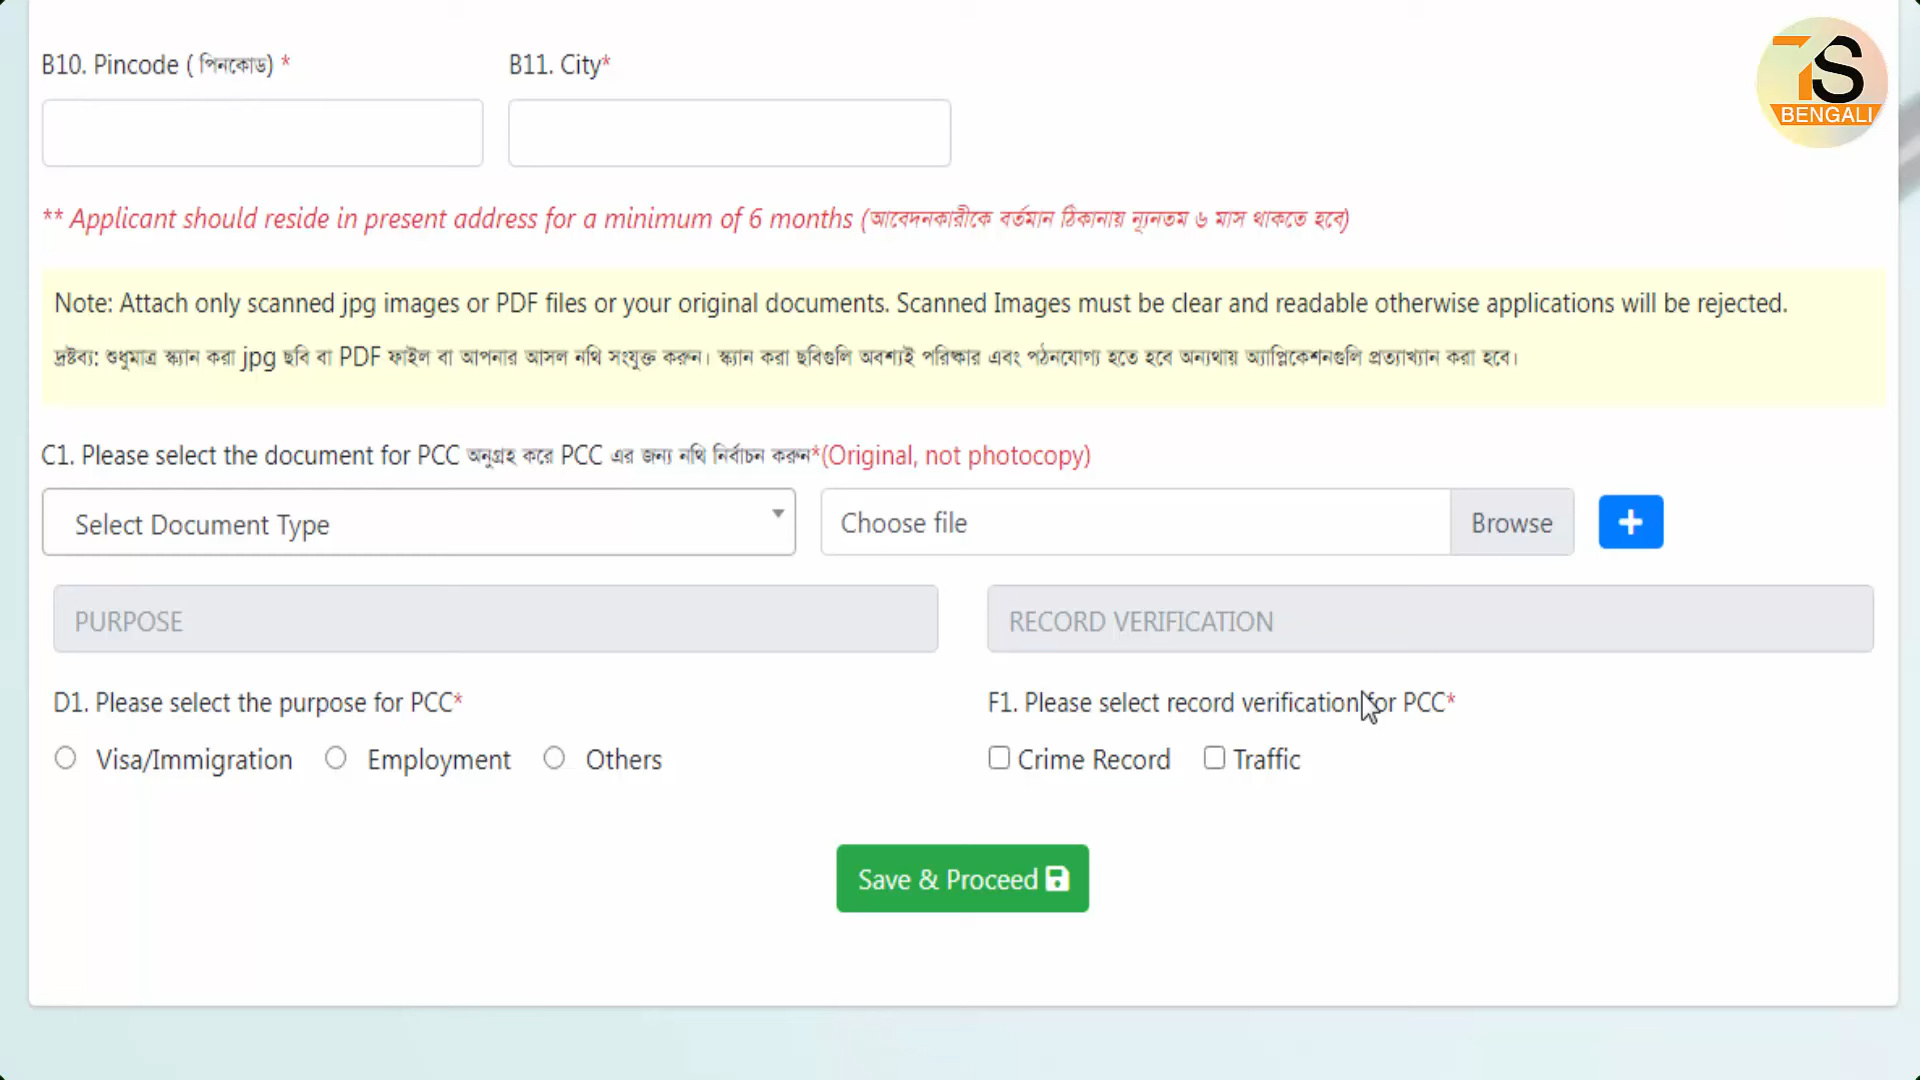 B10. Pincode ( পিনকোড) *
B11. City*
** Applicant should reside in present address for a minimum of 6 months (আবেদনকারীকে বর্তমান ঠিকানায় ন্যূনতম ৬ মাস থাকতে হবে)
Note: Attach only scanned jpg images or PDF files or your original documents. Scanned Images must be clear and readable otherwise applications will be rejected.
দ্রষ্টব্য: শুধুমাত্র স্ক্যান করা jpg ছবি বা PDF ফাইল বা আপনার আসল নথি সংযুক্ত করুন। স্ক্যান করা ছবিগুলি অবশ্যই পরিষ্কার এবং পঠনযোগ্য হতে হবে অন্যথায় অ্যাপ্লিকেশনগুলি প্রত্যাখ্যান করা হবে।
C1. Please select the document for PCC অনুগ্রহ করে PCC এর জন্য নথি নির্বাচন করুন*(Original, not photocopy)
Select Document Type
Choose file
Browse
PURPOSE
RECORD VERIFICATION
D1. Please select the purpose for PCC*
F1. Please select record verification for PCC*
Visa/Immigration
Employment
Others
Crime Record
Traffic
Save & Proceed
7S
BENGALI